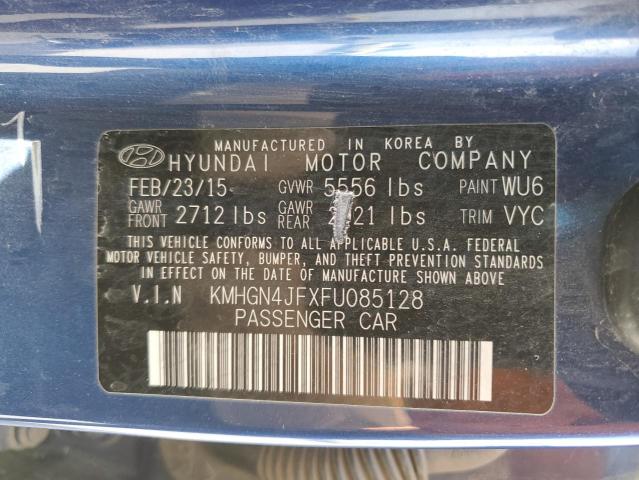 MANUFACTURED IN KOREA BY
HYUNDAI MOTOR COMPANY
FEB/23/15 GVWR 5556 lbs PAINT WU6
GAWR FRONT 2712 lbs GAWR REAR lbs TRIM VYC
THIS VEHICLE CONFORMS TO ALL APPLICABLE U.S.A. FEDERAL
MOTOR VEHICLE SAFETY, BUMPER, AND THEFT PREVENTION STANDARDS
IN EFFECT ON THE DATE OF MANUFACTURE SHOWN ABOVE.
V.I.N KMHGN4JFXFU085128
PASSENGER CAR